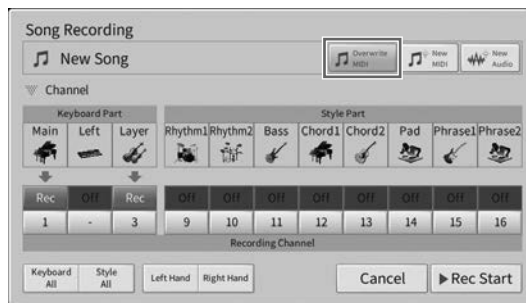 Song Recording
New Song
Overwrite MIDI
New MIDI
New Audio
Channel
Keyboard Part
Style Part
Main Left Layer Rhythm1 Rhythm2 Bass Chord1 Chord2 Pad Phrase1 Phrase2
Rec Off Rec Off Off Off Off Off Off Off Off
1 - 3 9 10 11 12 13 14 15 16
Recording Channel
Keyboard All
Style All
Left Hand
Right Hand
Cancel
Rec Start